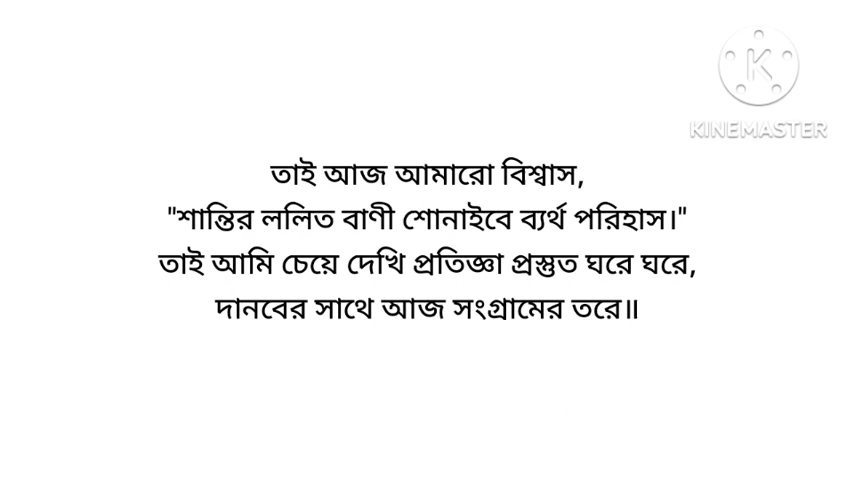 KINEMASTER
তাই আজ আমারো বিশ্বাস,
"শান্তির ললিত বাণী শোনাইবে ব্যর্থ পরিহাস।"
তাই আমি চেয়ে দেখি প্রতিজ্ঞা প্রস্তুত ঘরে ঘরে,
দানবের সাথে আজ সংগ্রামের তরে॥